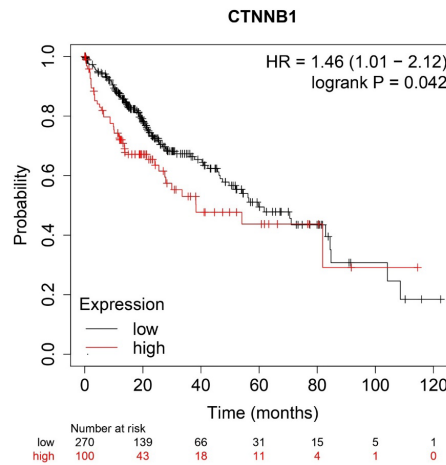 CTNNB1
HR = 1.46 (1.01 − 2.12)
logrank P = 0.042
Probability
1.0
0.8
0.6
0.4
0.2
0.0
Expression
low
high
0 20 40 60 80 100 120
Time (months)
Number at risk
low 270 139 66 31 15 5 1
high 100 43 18 11 4 1 0